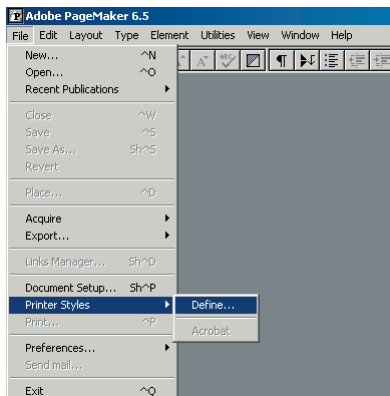 Adobe PageMaker 6.5
File Edit Layout Type Element Utilities View Window Help
New... ^N
Open... ^O
Recent Publications
Close ^W
Save ^S
Save As... Sh^S
Revert
Place... ^D
Acquire
Export...
Links Manager... Sh^D
Document Setup... Sh^P
Printer Styles
Define...
Print... ^P
Acrobat
Preferences...
Send mail...
Exit ^Q